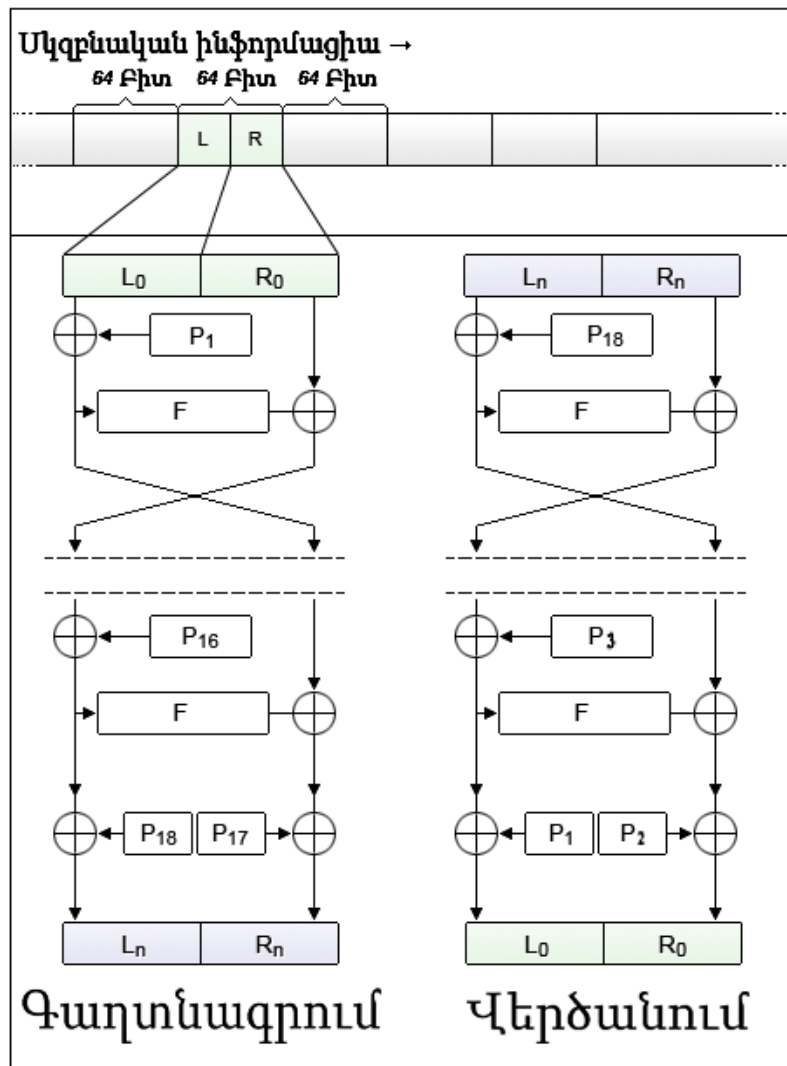 Սկզբնական ինֆորմացիա →
64 Բիտ 64 Բիտ 64 Բիտ
L R
L0 R0 Ln Rn
P1 P18
F F
P16 P3
F F
P18 P17 P1 P2
Ln Rn L0 R0
Գաղտնագրում Վերծանում